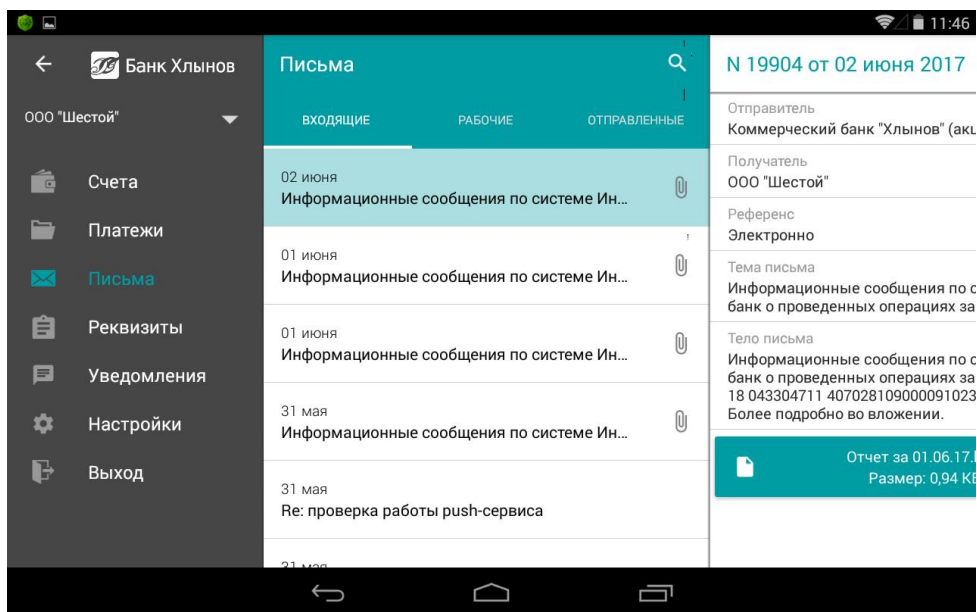 11:46
Банк Хлынов
ООО "Шестой"
Счета
Платежи
Письма
Реквизиты
Уведомления
Настройки
Выход
Письма
ВХОДЯЩИЕ РАБОЧИЕ ОТПРАВЛЕННЫЕ
02 июня
Информационные сообщения по системе Ин...
01 июня
Информационные сообщения по системе Ин...
01 июня
Информационные сообщения по системе Ин...
31 мая
Информационные сообщения по системе Ин...
31 мая
Re: проверка работы push-сервиса
31 мая
N 19904 от 02 июня 2017
Отправитель
Коммерческий банк "Хлынов" (акц
Получатель
ООО "Шестой"
Референс
Электронно
Тема письма
Информационные сообщения по с
банк о проведенных операциях за
Тело письма
Информационные сообщения по с
банк о проведенных операциях за
18 043304711 407028109000091023
Более подробно во вложении.
Отчет за 01.06.17.
Размер: 0,94 КБ